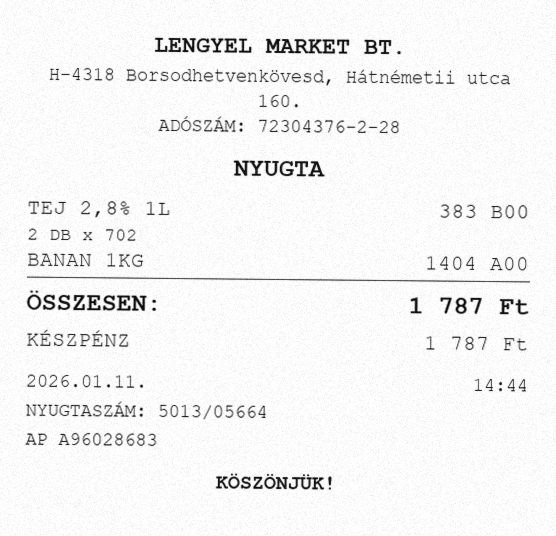 LENGYEL MARKET BT.
H-4318 Borsodhetvenkövesd, Hátnémetii utca
160.
ADÓSZÁM: 72304376-2-28
NYUGTA
TEJ 2,8% 1L 383 B00
2 DB x 702
BANAN 1KG 1404 A00
ÖSSZESEN: 1 787 Ft
KÉSZPÉNZ 1 787 Ft
2026.01.11. 14:44
NYUGTASZÁM: 5013/05664
AP A96028683
KÖSZÖNJÜK!